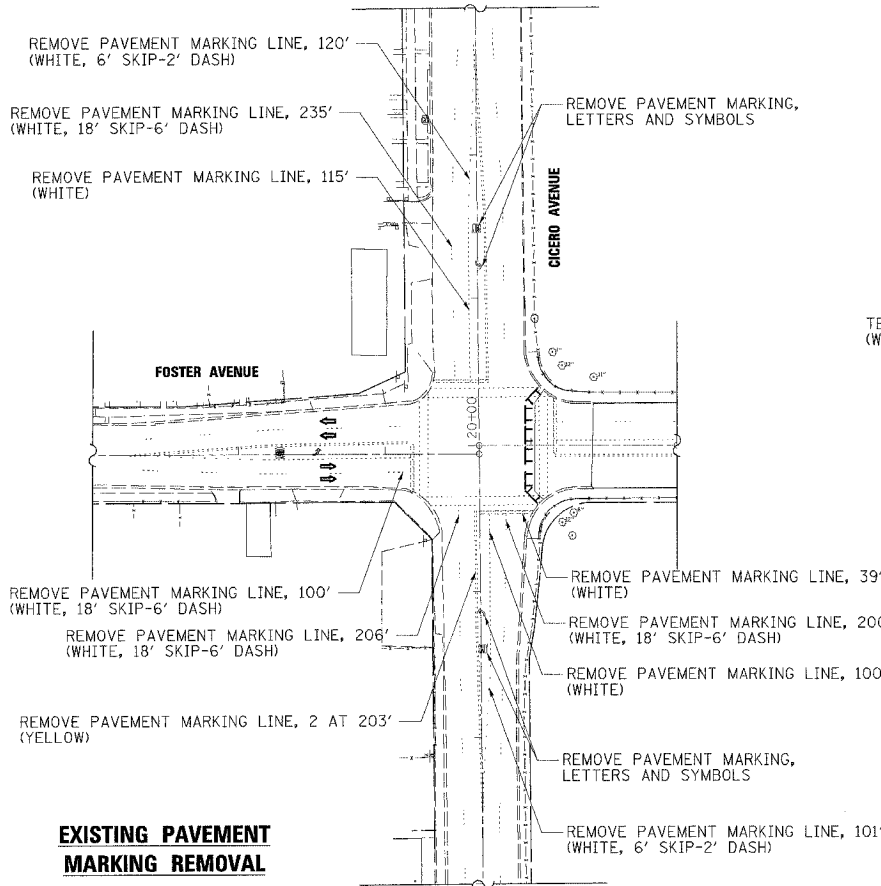 REMOVE PAVEMENT MARKING LINE, 120'
(WHITE, 6' SKIP-2' DASH)
REMOVE PAVEMENT MARKING LINE, 235'
(WHITE, 18' SKIP-6' DASH)
REMOVE PAVEMENT MARKING LINE, 115'
(WHITE)
REMOVE PAVEMENT MARKING,
LETTERS AND SYMBOLS
CICERO AVENUE
TE
(W
FOSTER AVENUE
20+00
REMOVE PAVEMENT MARKING LINE, 100'
(WHITE, 18' SKIP-6' DASH)
REMOVE PAVEMENT MARKING LINE, 206'
(WHITE, 18' SKIP-6' DASH)
REMOVE PAVEMENT MARKING LINE, 2 AT 203'
(YELLOW)
REMOVE PAVEMENT MARKING LINE, 39'
(WHITE)
REMOVE PAVEMENT MARKING LINE, 200
(WHITE, 18' SKIP-6' DASH)
REMOVE PAVEMENT MARKING LINE, 100
(WHITE)
REMOVE PAVEMENT MARKING,
LETTERS AND SYMBOLS
REMOVE PAVEMENT MARKING LINE, 101'
(WHITE, 6' SKIP-2' DASH)
EXISTING PAVEMENT
MARKING REMOVAL